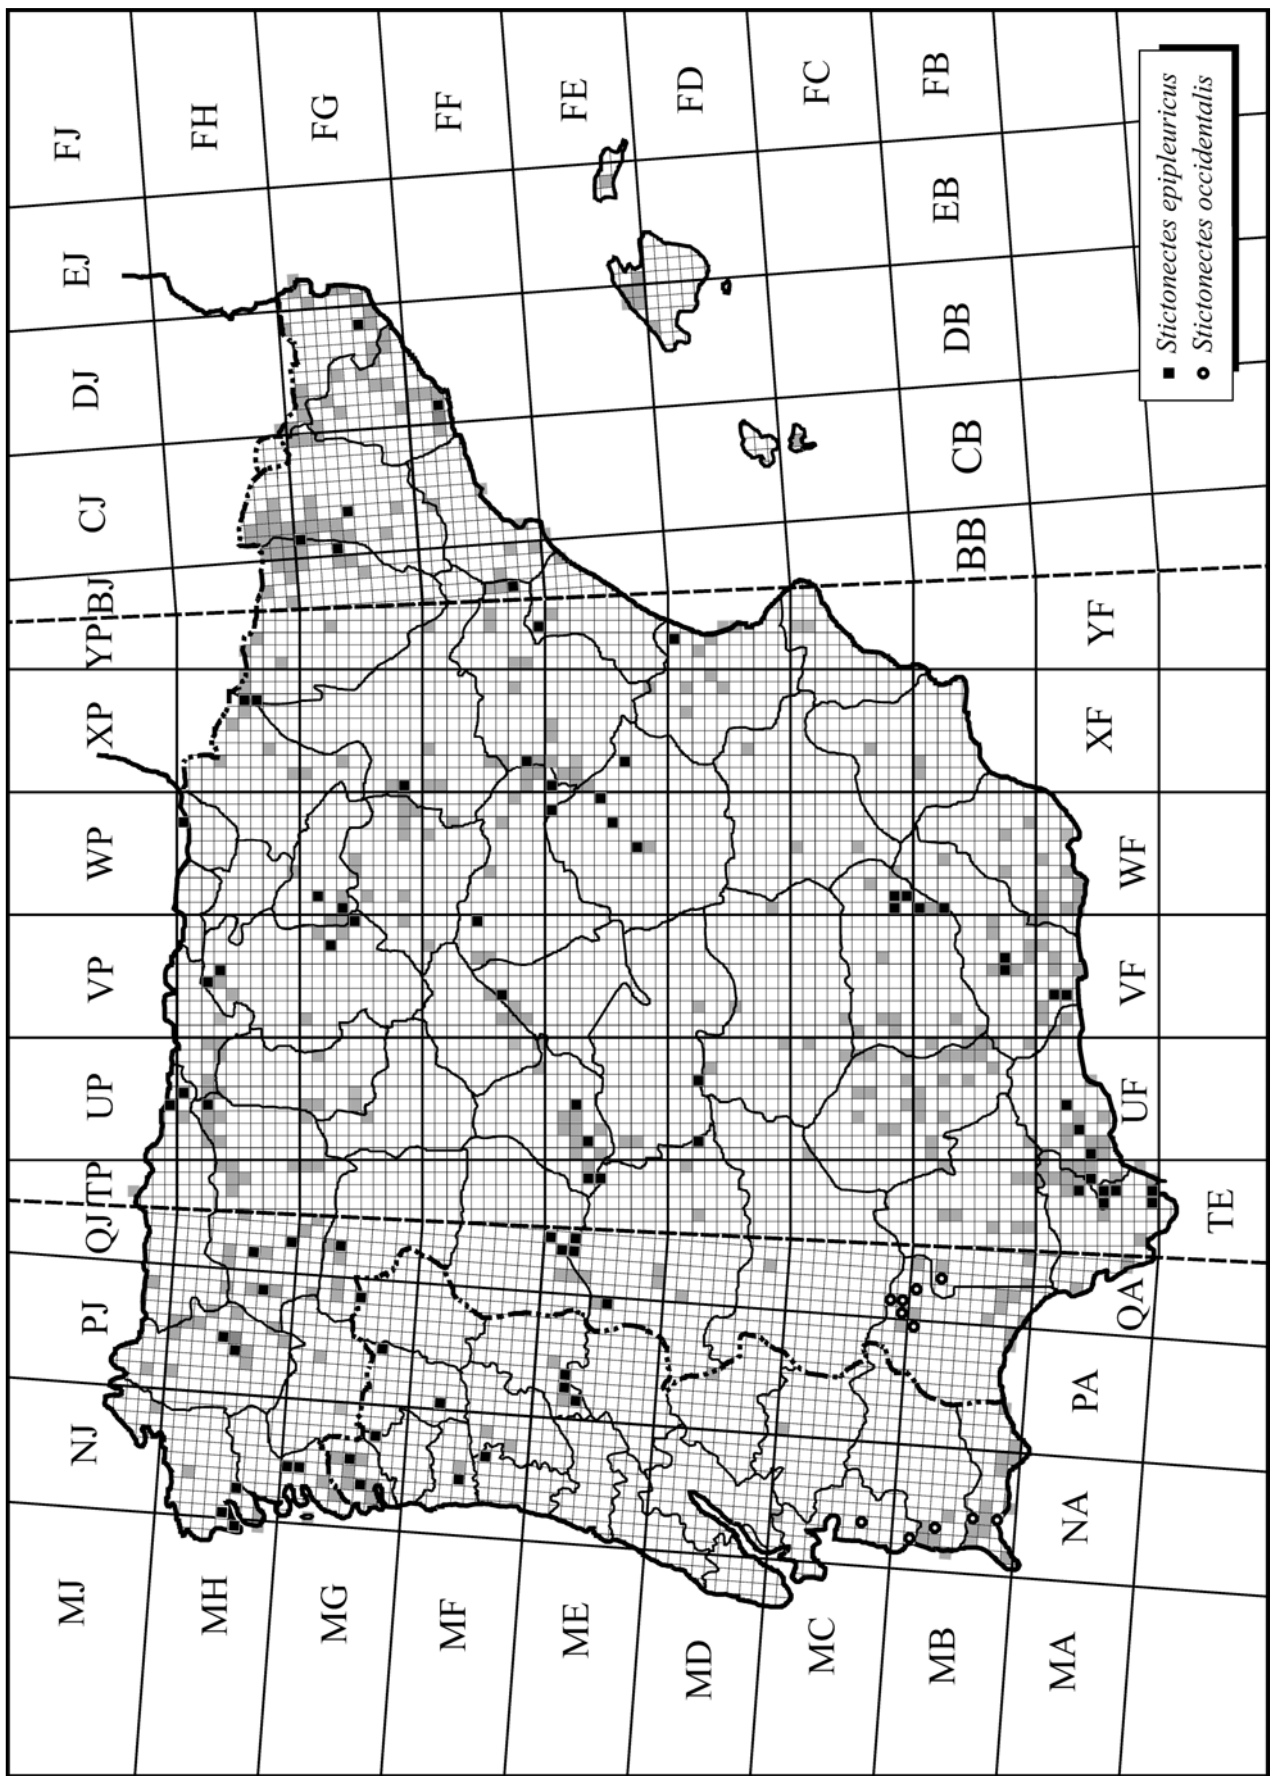 MJ
NJ
PJ
QJ
TP
UP
VP
WP
XP
YP
BJ
CJ
DJ
EJ
FJ
MH
FH
MG
FG
MF
FF
ME
FE
MD
FD
MC
FC
MB
FB
EB
DB
CB
BB
MA
NA
PA
QA
TE
UF
VF
WF
XF
YF
Stictonectes epipleuricus
Stictonectes occidentalis